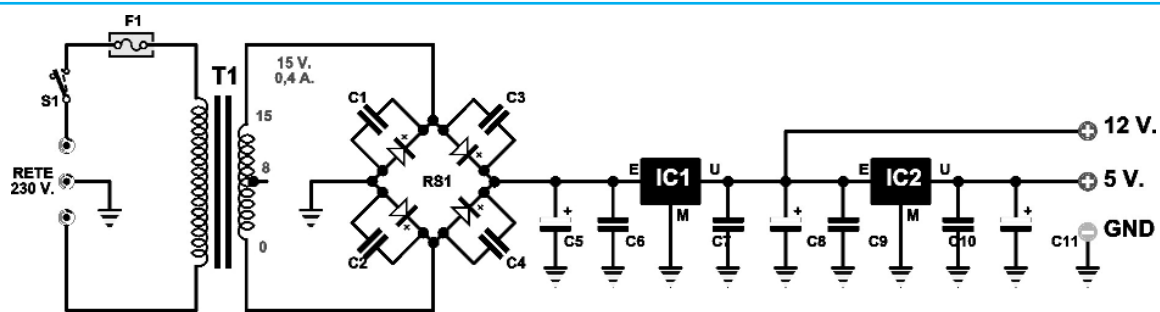 F1
S1
RETE
230 V.
T1
15 V.
0,4 A.
15
8
0
C1
C3
RS1
C2
C4
+
C5
C6
E
IC1
U
M
C7
+
C8
C9
E
IC2
U
M
C10
+
C11
+ 12 V.
+ 5 V.
- GND